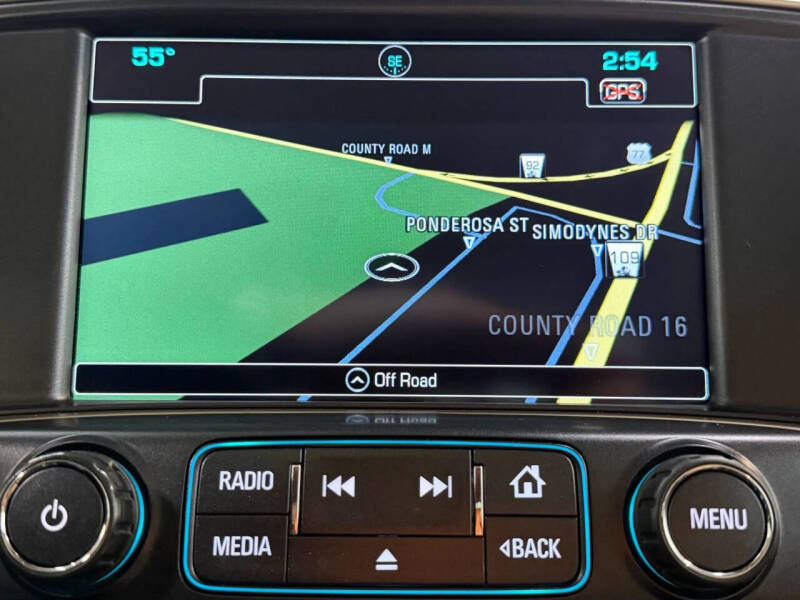 55°
SE
2:54
GPS
COUNTY ROAD M
92
77
PONDEROSA ST
SIMODYNES DR
109
COUNTY ROAD 16
Off Road
RADIO
MEDIA
BACK
MENU